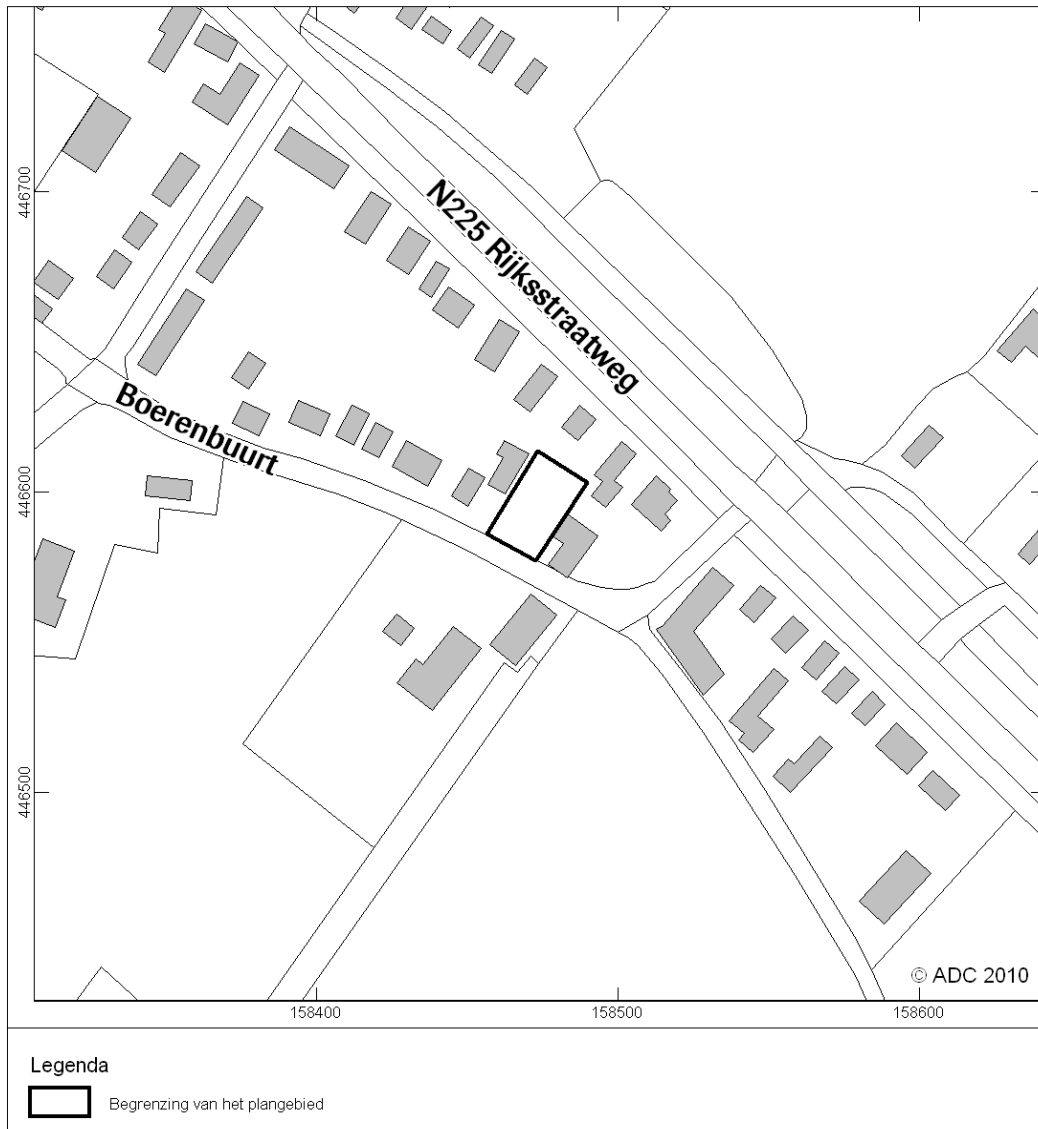 446700
N225 Rijksstraatweg
Boerenbuurt
446600
446500
© ADC 2010
158400
158500
158600
Legenda
Begrenzing van het plangebied